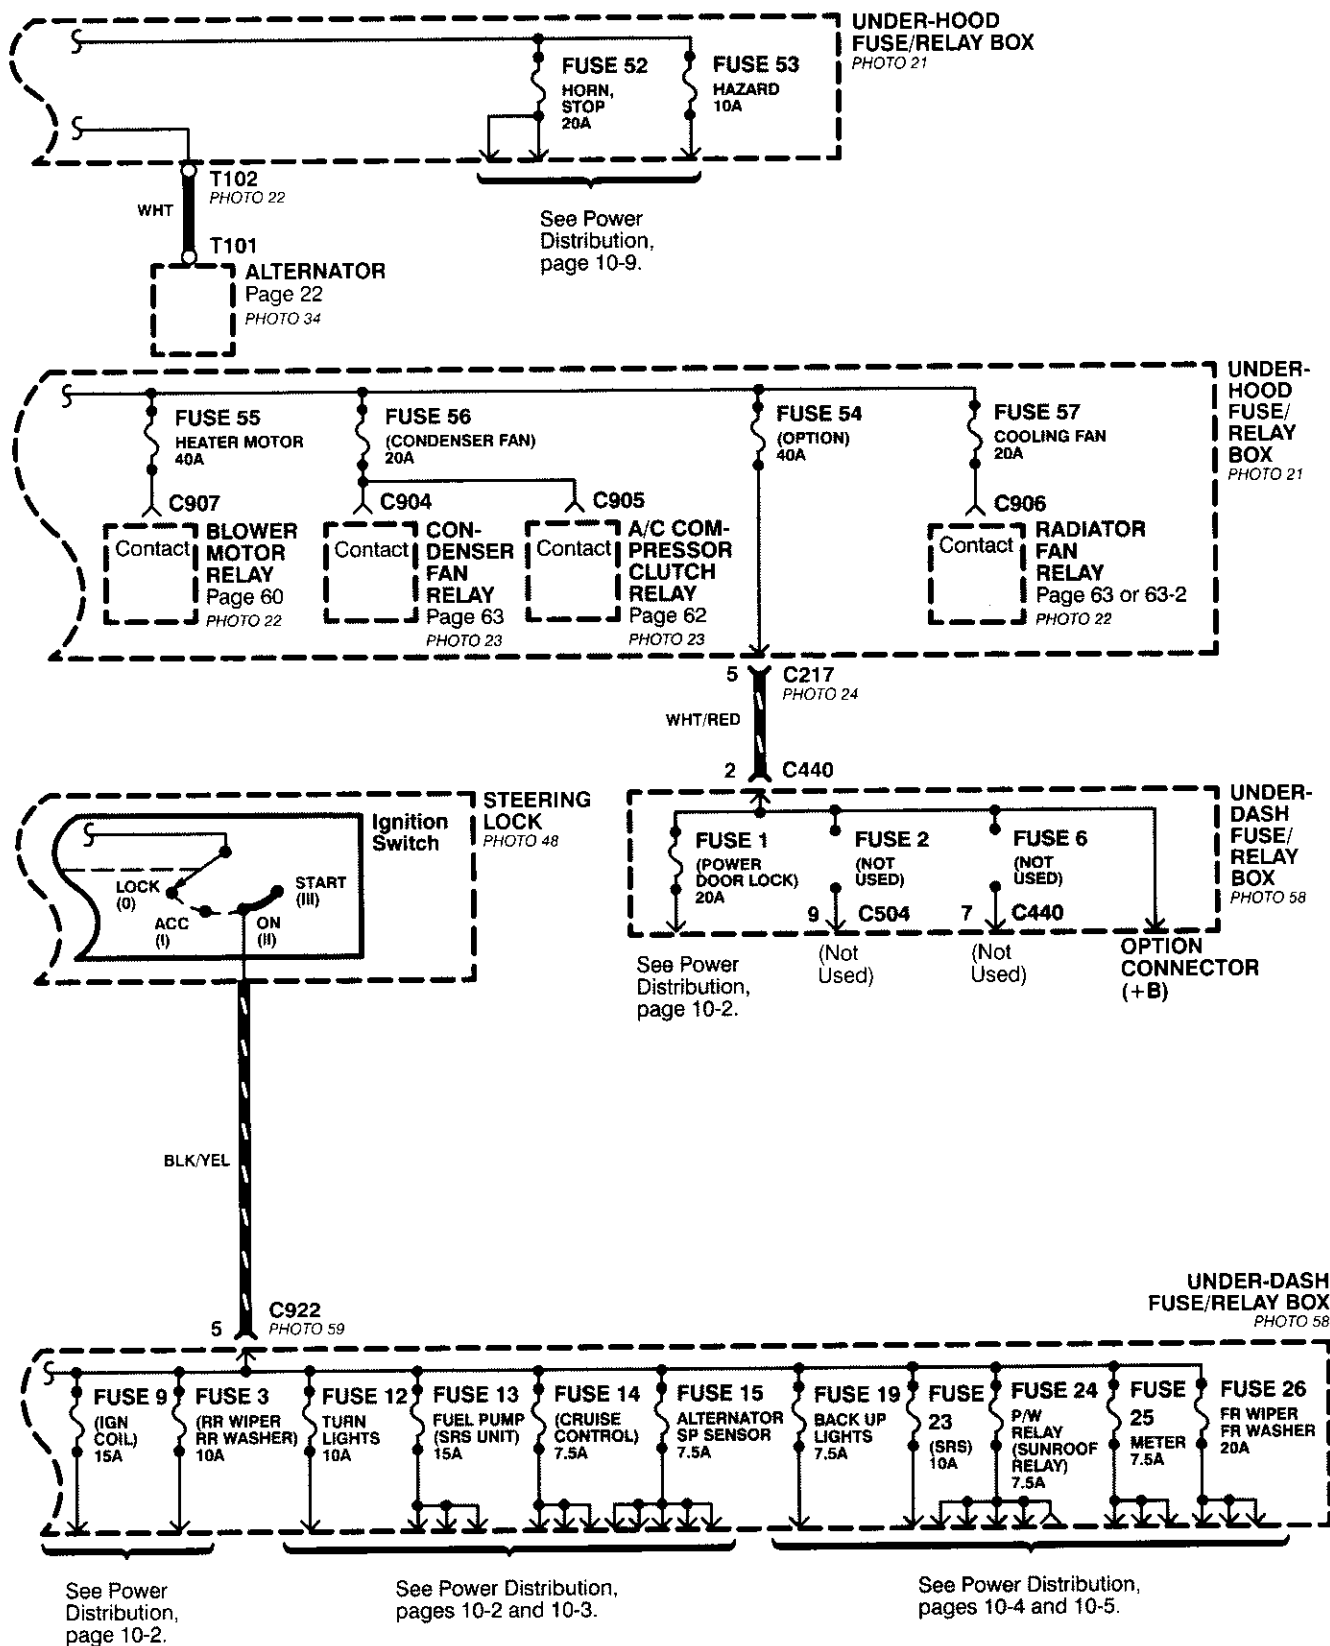 UNDER-HOOD
FUSE/RELAY BOX
PHOTO 21
FUSE 52
HORN,
STOP
20A
FUSE 53
HAZARD
10A
T102
PHOTO 22
WHT
T101
ALTERNATOR
Page 22
PHOTO 34
See Power
Distribution,
page 10-9.
UNDER-
HOOD
FUSE/
RELAY
BOX
PHOTO 21
FUSE 55
HEATER MOTOR
40A
FUSE 56
(CONDENSER FAN)
20A
FUSE 54
(OPTION)
40A
FUSE 57
COOLING FAN
20A
C907
C904
C905
C906
Contact
BLOWER
MOTOR
RELAY
Page 60
PHOTO 22
Contact
CON-
DENSER
FAN
RELAY
Page 63
PHOTO 23
A/C COM-
PRESSOR
CLUTCH
RELAY
Page 62
PHOTO 23
Contact
RADIATOR
FAN
RELAY
Page 63 or 63-2
PHOTO 22
5
C217
PHOTO 24
WHT/RED
2
C440
STEERING
LOCK
PHOTO 48
Ignition
Switch
LOCK
(0)
ACC
(I)
ON
(II)
START
(III)
UNDER-
DASH
FUSE/
RELAY
BOX
PHOTO 58
FUSE 1
(POWER
DOOR LOCK)
20A
FUSE 2
(NOT
USED)
FUSE 6
(NOT
USED)
9 C504
7 C440
See Power
Distribution,
page 10-2.
(Not
Used)
(Not
Used)
OPTION
CONNECTOR
(+B)
BLK/YEL
5
C922
PHOTO 59
UNDER-DASH
FUSE/RELAY BOX
PHOTO 58
FUSE 9
(IGN
COIL)
15A
FUSE 3
(RR WIPER
RR WASHER)
10A
FUSE 12
TURN
LIGHTS
10A
FUSE 13
FUEL PUMP
(SRS UNIT)
15A
FUSE 14
(CRUISE
CONTROL)
7.5A
FUSE 15
ALTERNATOR
SP SENSOR
7.5A
FUSE 19
BACK UP
LIGHTS
7.5A
FUSE
23
(SRS)
10A
FUSE 24
P/W
RELAY
(SUNROOF
RELAY)
7.5A
FUSE
25
METER
7.5A
FUSE 26
FR WIPER
FR WASHER
20A
See Power
Distribution,
page 10-2.
See Power Distribution,
pages 10-2 and 10-3.
See Power Distribution,
pages 10-4 and 10-5.